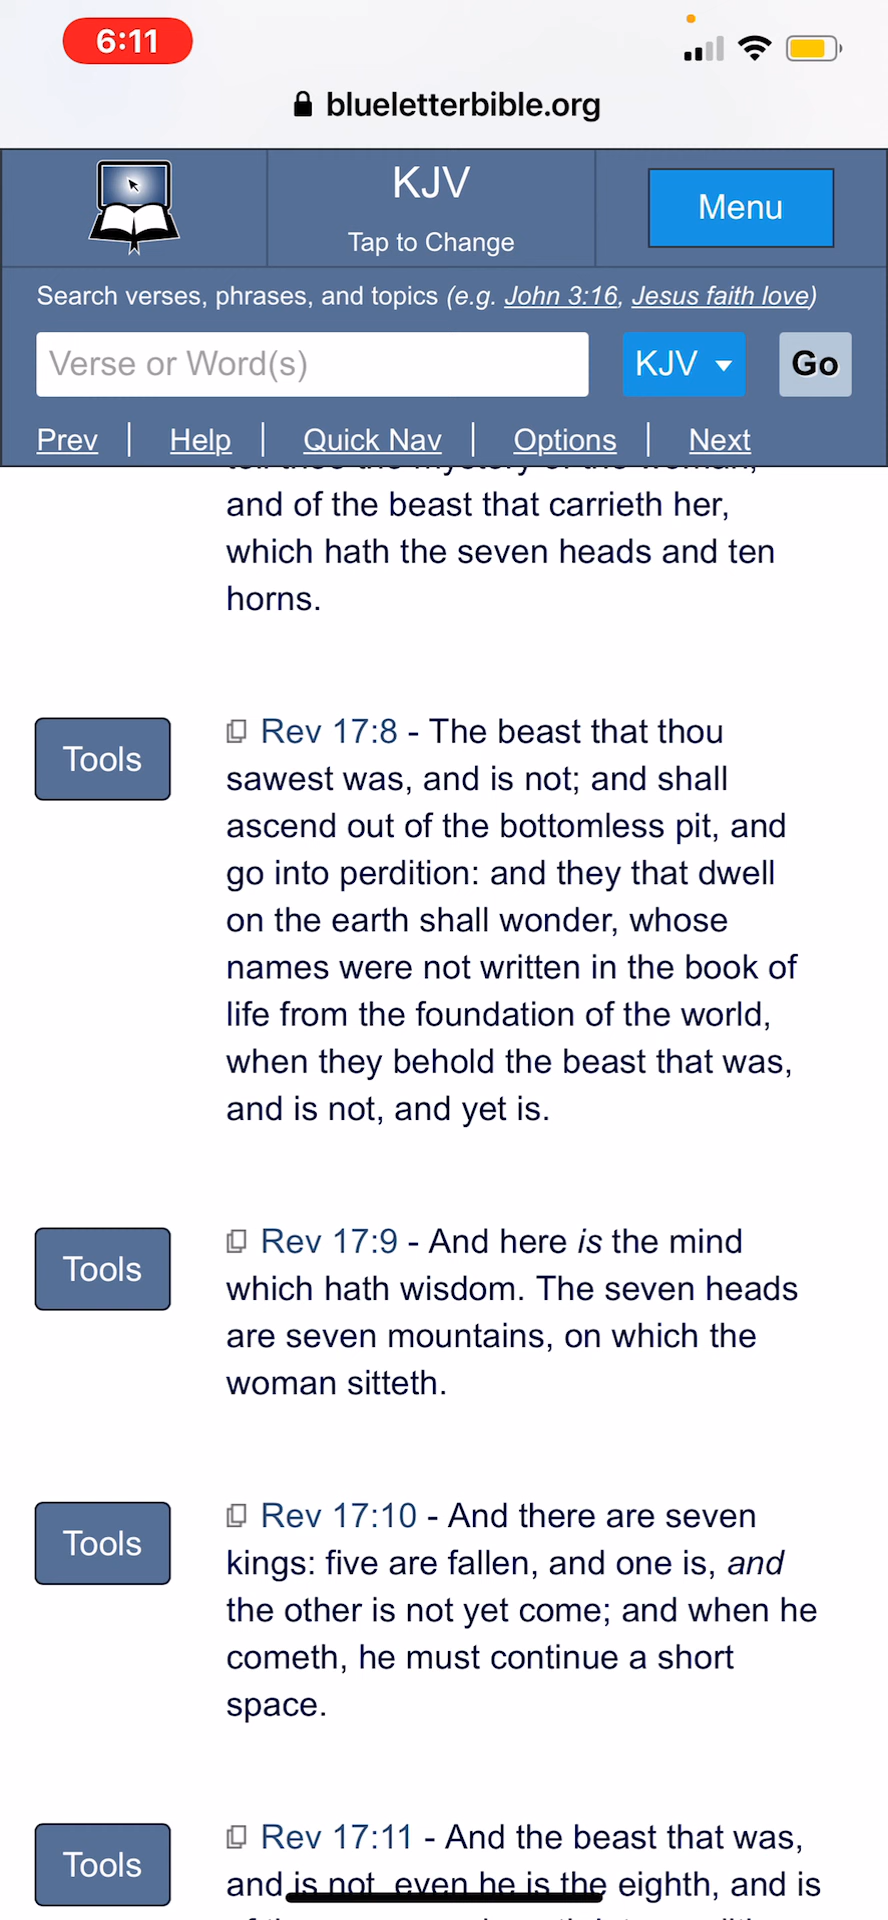 6:11
blueletterbible.org
KJV
Tap to Change
Menu
Search verses, phrases, and topics (e.g. John 3:16, Jesus faith love)
Verse or Word(s)
KJV
Go
Prev | Help | Quick Nav | Options | Next
tell thee the mystery of the woman,
and of the beast that carrieth her,
which hath the seven heads and ten
horns.
Tools
Rev 17:8 - The beast that thou
sawest was, and is not; and shall
ascend out of the bottomless pit, and
go into perdition: and they that dwell
on the earth shall wonder, whose
names were not written in the book of
life from the foundation of the world,
when they behold the beast that was,
and is not, and yet is.
Tools
Rev 17:9 - And here is the mind
which hath wisdom. The seven heads
are seven mountains, on which the
woman sitteth.
Tools
Rev 17:10 - And there are seven
kings: five are fallen, and one is, and
the other is not yet come; and when he
cometh, he must continue a short
space.
Tools
Rev 17:11 - And the beast that was,
and is not, even he is the eighth, and is